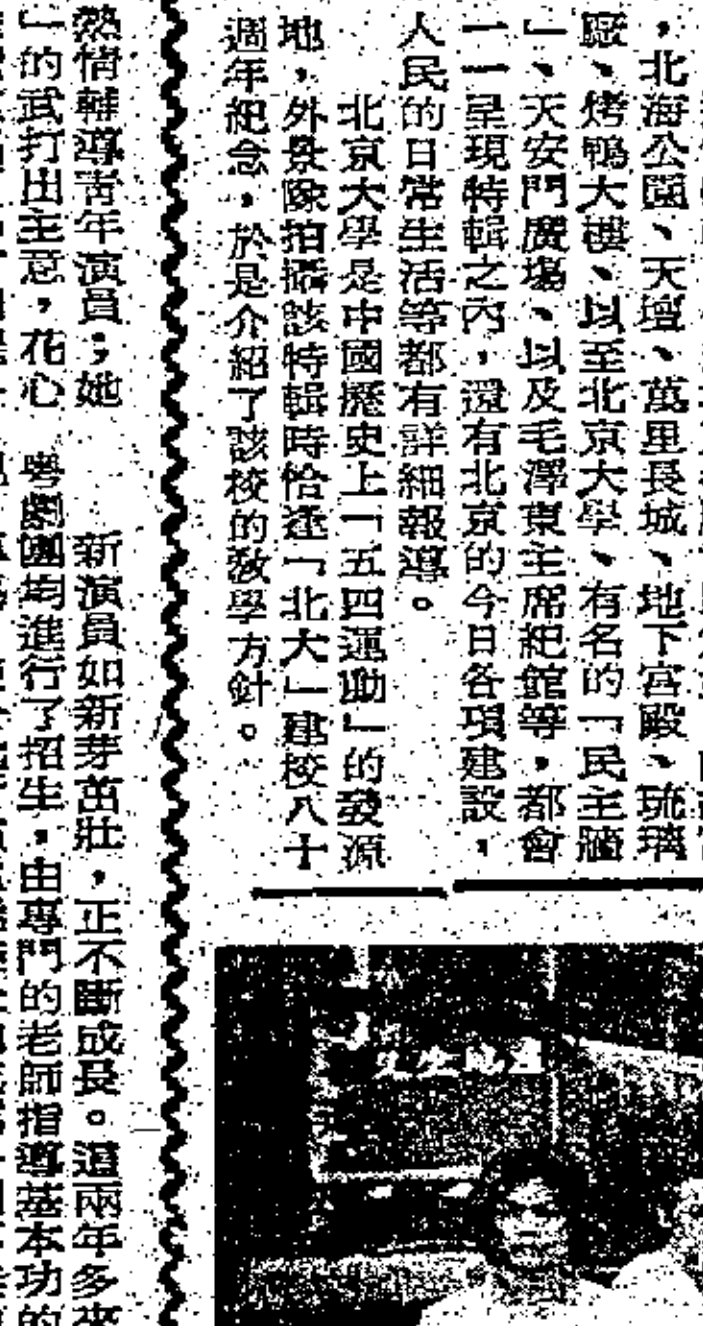 ，北海公園、天壇、萬里長城、地下宮殿、琉璃
廠、烤鴨大樓、以至北京大學、有名的「民主牆
」、天安門廣場、以及毛澤東主席紀館等，都會
一一呈現特輯之內，還有北京的今日各項建設，
人民的日常生活等都有詳細報導。
北京大學是中國歷史上「五四運動」的發源
地，外景隊拍攝該特輯時恰逢「北大」建校八十
週年紀念，於是介紹了該校的教學方針。
熱情輔導青年演員；她
」的武打出主意，花心
新演員如新芽茁壯，正不斷成長。這兩年多來
粵劇團均進行了招生，由專門的老師指導基本功的